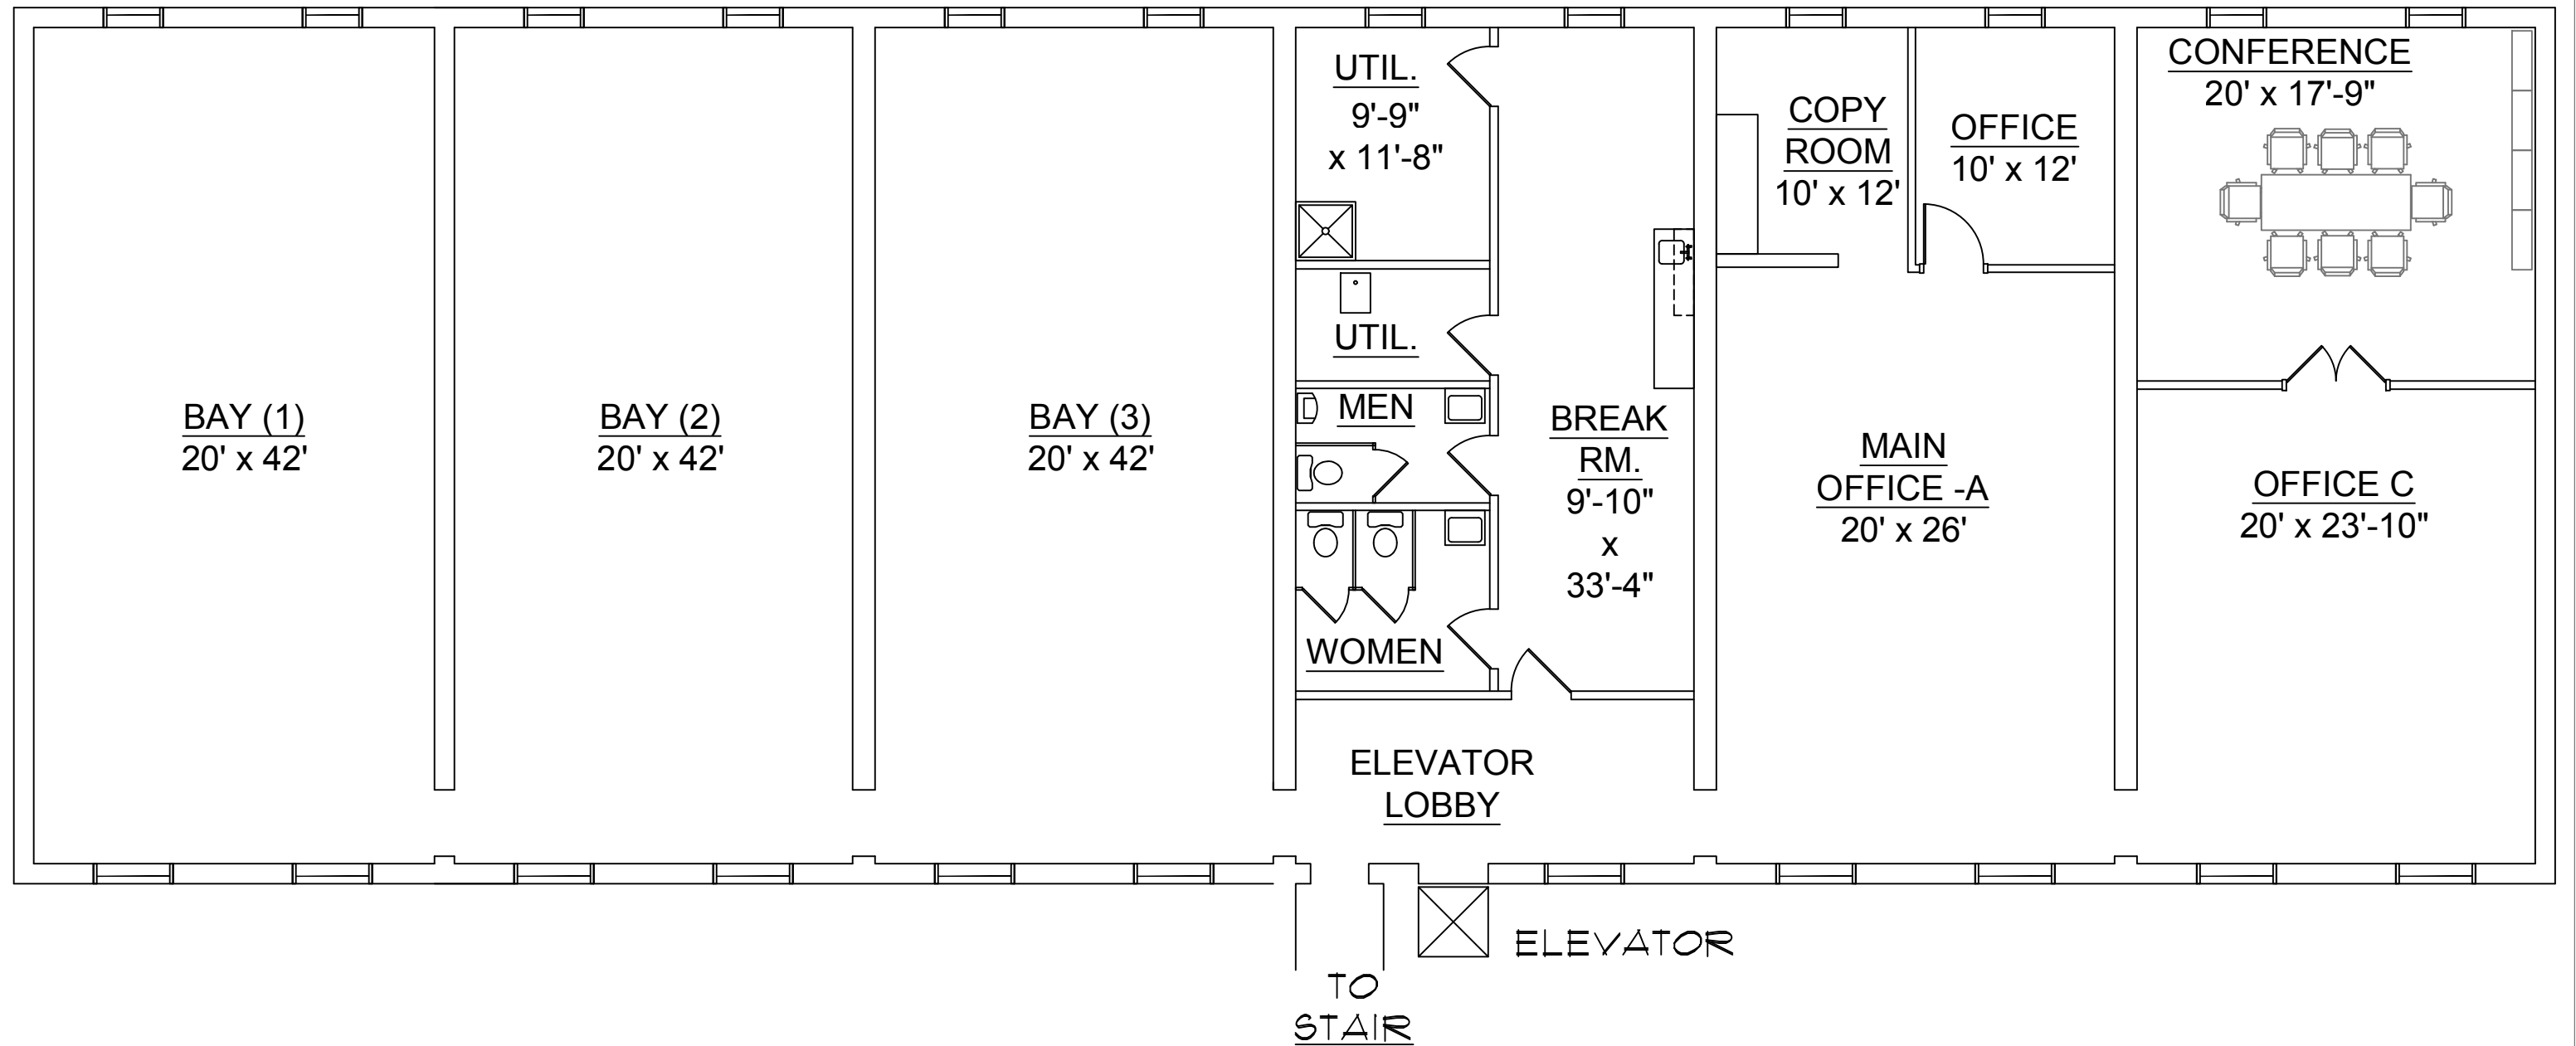 BAY (1)
20' x 42'
BAY (2)
20' x 42'
BAY (3)
20' x 42'
UTIL.
9'-9"
x 11'-8"
UTIL.
MEN
WOMEN
BREAK
RM.
9'-10"
x
33'-4"
ELEVATOR
LOBBY
COPY
ROOM
10' x 12'
OFFICE
10' x 12'
MAIN
OFFICE -A
20' x 26'
CONFERENCE
20' x 17'-9"
OFFICE C
20' x 23'-10"
ELEVATOR
TO
STAIR